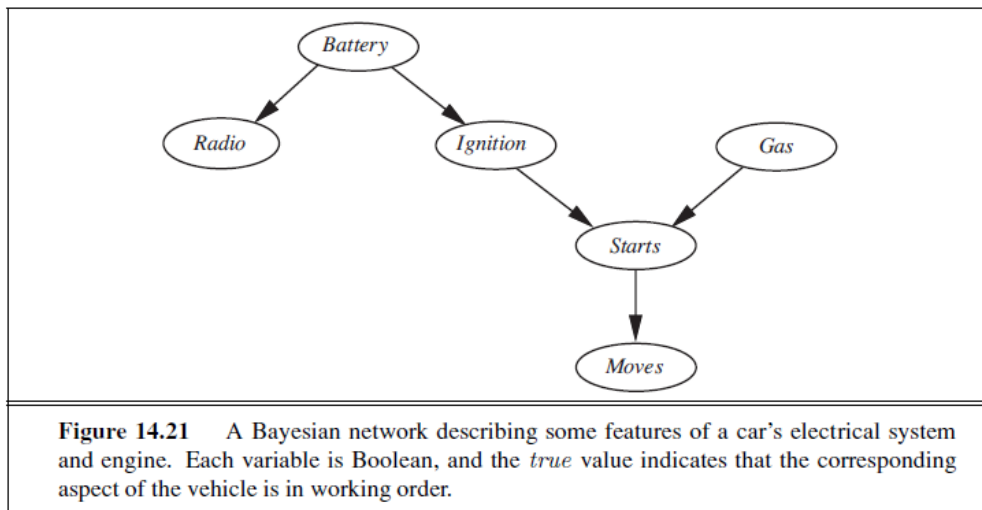 Battery
Radio
Ignition
Gas
Starts
Moves
Figure 14.21 A Bayesian network describing some features of a car's electrical system
and engine. Each variable is Boolean, and the true value indicates that the corresponding
aspect of the vehicle is in working order.